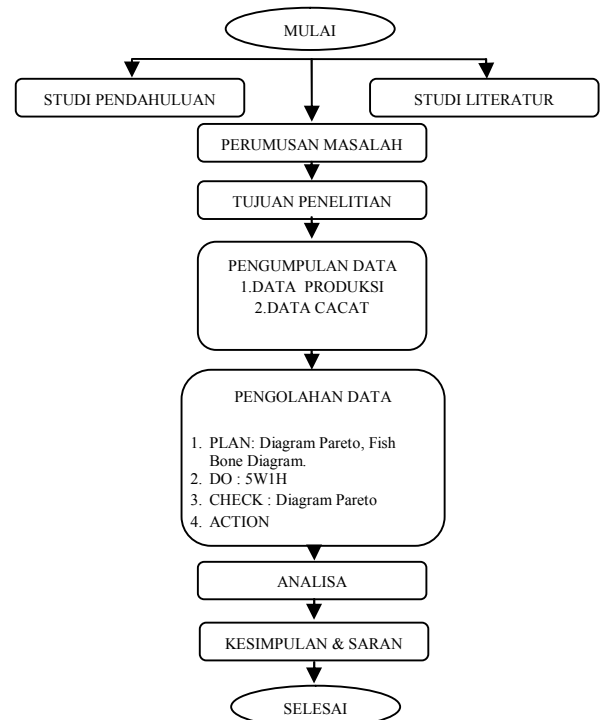 MULAI
STUDI PENDAHULUAN
STUDI LITERATUR
PERUMUSAN MASALAH
TUJUAN PENELITIAN
PENGUMPULAN DATA
1.DATA PRODUKSI
2.DATA CACAT
PENGOLAHAN DATA
1. PLAN: Diagram Pareto, Fish
Bone Diagram.
2. DO : 5W1H
3. CHECK : Diagram Pareto
4. ACTION
ANALISA
KESIMPULAN & SARAN
SELESAI